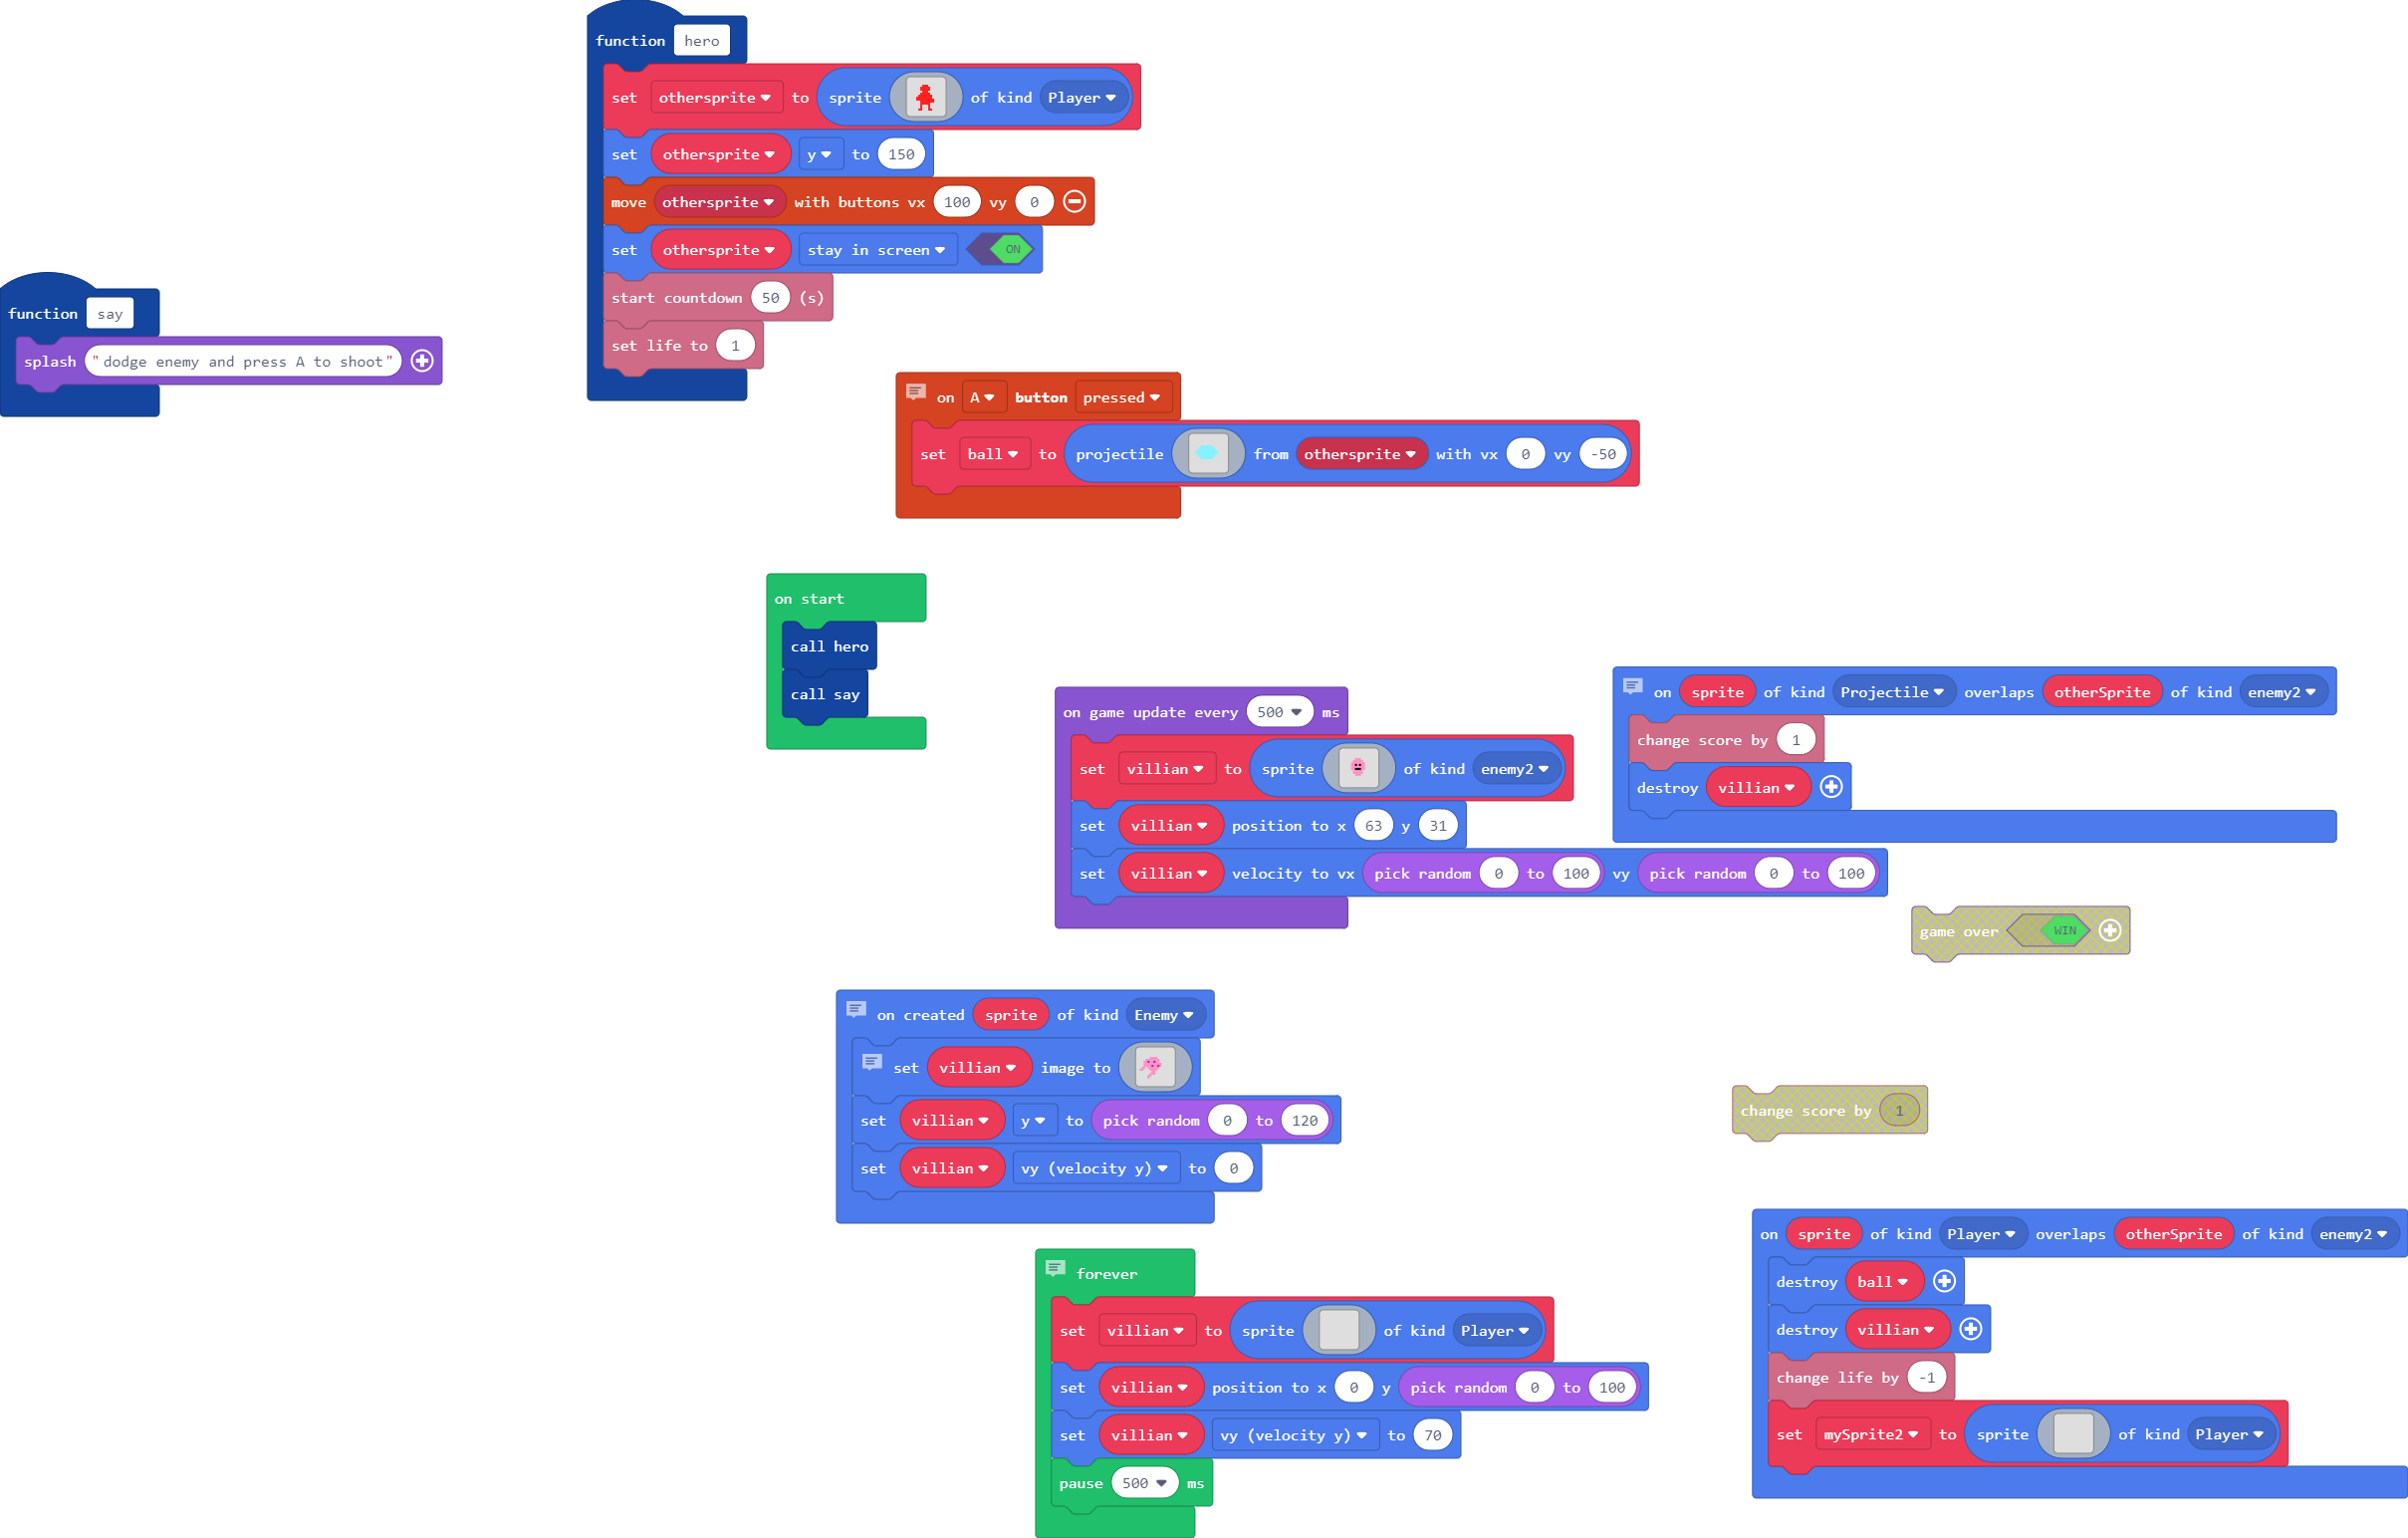 function hero
set othersprite to sprite of kind Player
set othersprite y to 150
move othersprite with buttons vx 100 vy 0
set othersprite stay in screen ON
start countdown 50 (s)
set life to 1
function say
splash "dodge enemy and press A to shoot"
on A button pressed
set ball to projectile from othersprite with vx 0 vy -50
on start
call hero
call say
on game update every 500 ms
set villian to sprite of kind enemy2
set villian position to x 63 y 31
set villian velocity to vx pick random 0 to 100 vy pick random 0 to 100
on sprite of kind Projectile overlaps otherSprite of kind enemy2
change score by 1
destroy villian
game over WIN
on created sprite of kind Enemy
set villian image to
set villian y to pick random 0 to 120
set villian vy (velocity y) to 0
change score by 1
on sprite of kind Player overlaps otherSprite of kind enemy2
destroy ball
destroy villian
change life by -1
set mySprite2 to sprite of kind Player
forever
set villian to sprite of kind Player
set villian position to x 0 y pick random 0 to 100
set villian vy (velocity y) to 70
pause 500 ms